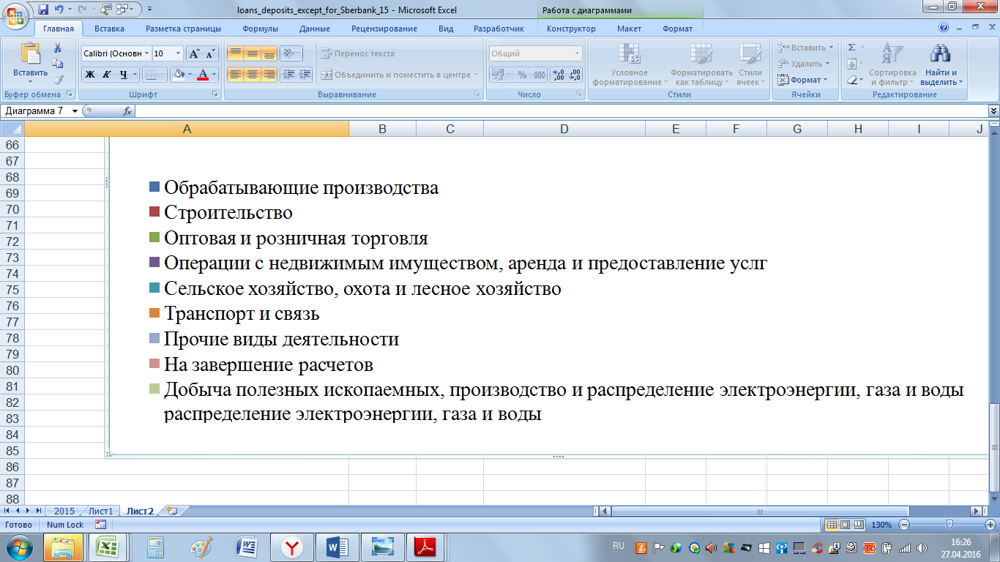 loans_deposits_except_for_Sberbank_15 - Microsoft Excel
Работа с диаграммами
Главная Вставка Разметка страницы Формулы Данные Рецензирование Вид Разработчик Конструктор Макет Формат
Calibri (Основн 10
Перенос текста
Общий
Вставить
Ж К Ч
А
Объединить и поместить в центре
% 000
Условное форматирование
Форматировать как таблицу
Стили ячеек
Вставить
Удалить
Формат
Сортировка и фильтр
Найти и выделить
Буфер обмена Шрифт Выравнивание Число Стили Ячейки Редактирование
Диаграмма 7 fx
A B C D E F G H I J
66
67
68
69
70
71
72
73
74
75
76
77
78
79
80
81
82
83
84
85
86
87
88
Обрабатывающие производства
Строительство
Оптовая и розничная торговля
Операции с недвижимым имуществом, аренда и предоставление услг
Сельское хозяйство, охота и лесное хозяйство
Транспорт и связь
Прочие виды деятельности
На завершение расчетов
Добыча полезных ископаемных, производство и распределение электроэнергии, газа и воды
распределение электроэнергии, газа и воды
2015 Лист1 Лист2
Готово Num Lock 130%
RU 16:26
27.04.2016